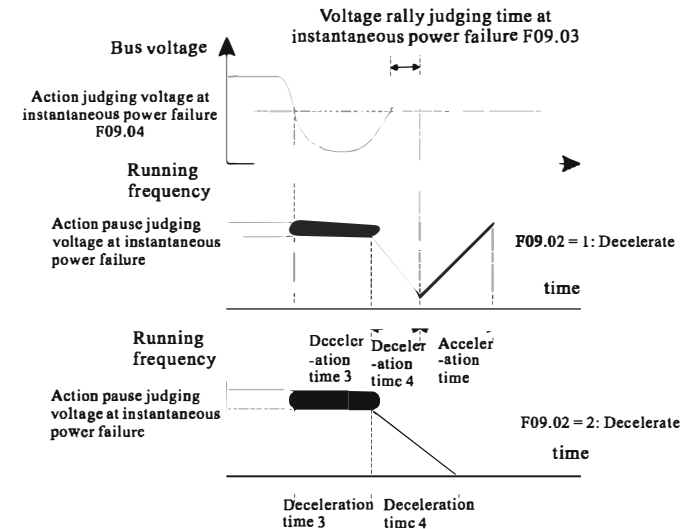 Voltage rally judging time at
instantaneous power failure F09.03
Bus voltage
Action judging voltage at
instantaneous power failure
F09.04
Running
frequency
Action pause judging
voltage at instantaneous
power failure
F09.02 = 1: Decelerate
time
Running
frequency
Deceler
-ation
time 3
Deceler
-ation
time 4
Acceler
-ation
time
Action pause judging
voltage at instantaneous
power failure
F09.02 = 2: Decelerate
time
Deceleration
time 3
Deceleration
time 4